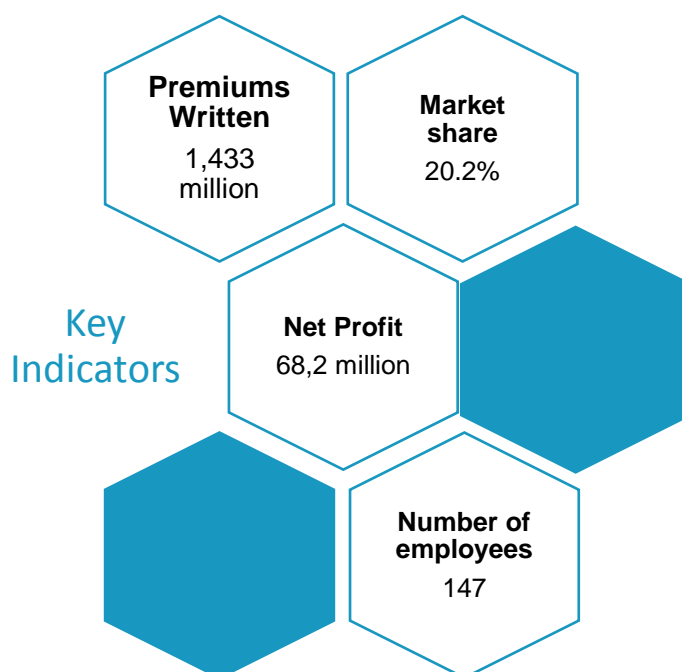 Premiums
Written
1,433
million
Market
share
20.2%
Key
Indicators
Net Profit
68,2 million
Number of
employees
147